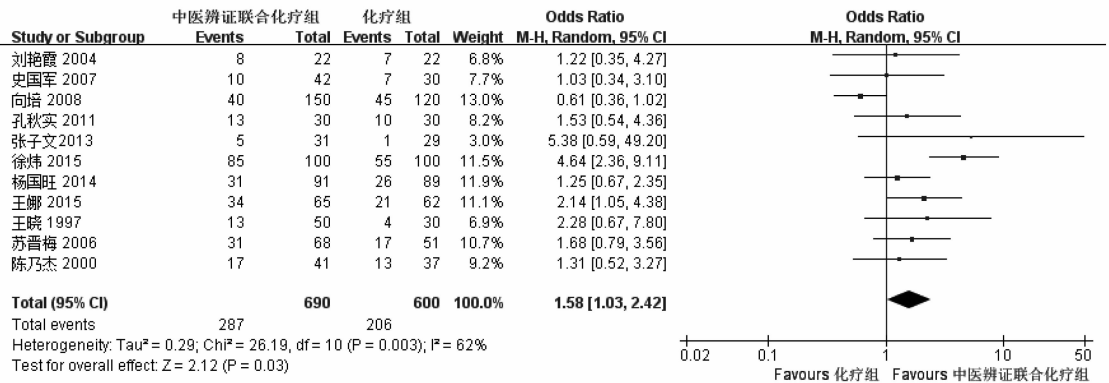 中医辨证联合化疗组 化疗组 Odds Ratio Odds Ratio
Study or Subgroup Events Total Events Total Weight M-H, Random, 95% CI M-H, Random, 95% CI
刘艳霞 2004 8 22 7 22 6.8% 1.22 [0.35, 4.27]
史国军 2007 10 42 7 30 7.7% 1.03 [0.34, 3.10]
向培 2008 40 150 45 120 13.0% 0.61 [0.36, 1.02]
孔秋实 2011 13 30 10 30 8.2% 1.53 [0.54, 4.36]
张子文2013 5 31 1 29 3.0% 5.38 [0.59, 49.20]
徐炜 2015 85 100 55 100 11.5% 4.64 [2.36, 9.11]
杨国旺 2014 31 91 26 89 11.9% 1.25 [0.67, 2.35]
王娜 2015 34 65 21 62 11.1% 2.14 [1.05, 4.38]
王晓 1997 13 50 4 30 6.9% 2.28 [0.67, 7.80]
苏晋梅 2006 31 68 17 51 10.7% 1.68 [0.79, 3.56]
陈乃杰 2000 17 41 13 37 9.2% 1.31 [0.52, 3.27]
Total (95% CI) 690 600 100.0% 1.58 [1.03, 2.42]
Total events 287 206
Heterogeneity: Tau² = 0.29; Chi² = 26.19, df = 10 (P = 0.003); I² = 62%
Test for overall effect: Z = 2.12 (P = 0.03)
0.02 0.1 1 10 50
Favours 化疗组 Favours 中医辨证联合化疗组